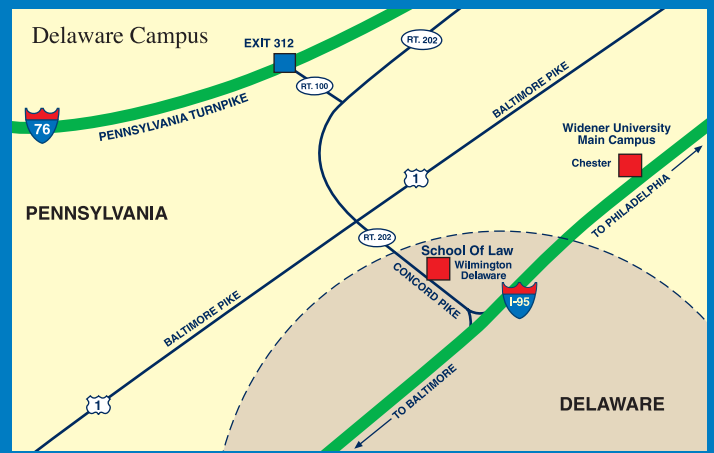 Delaware Campus
EXIT 312
RT. 202
RT. 100
BALTIMORE PIKE
76
PENNSYLVANIA TURNPIKE
Widener University
Main Campus
Chester
1
TO PHILADELPHIA
PENNSYLVANIA
RT. 202
School Of Law
Wilmington
Delaware
CONCORD PIKE
I-95
BALTIMORE PIKE
TO BALTIMORE
1
DELAWARE